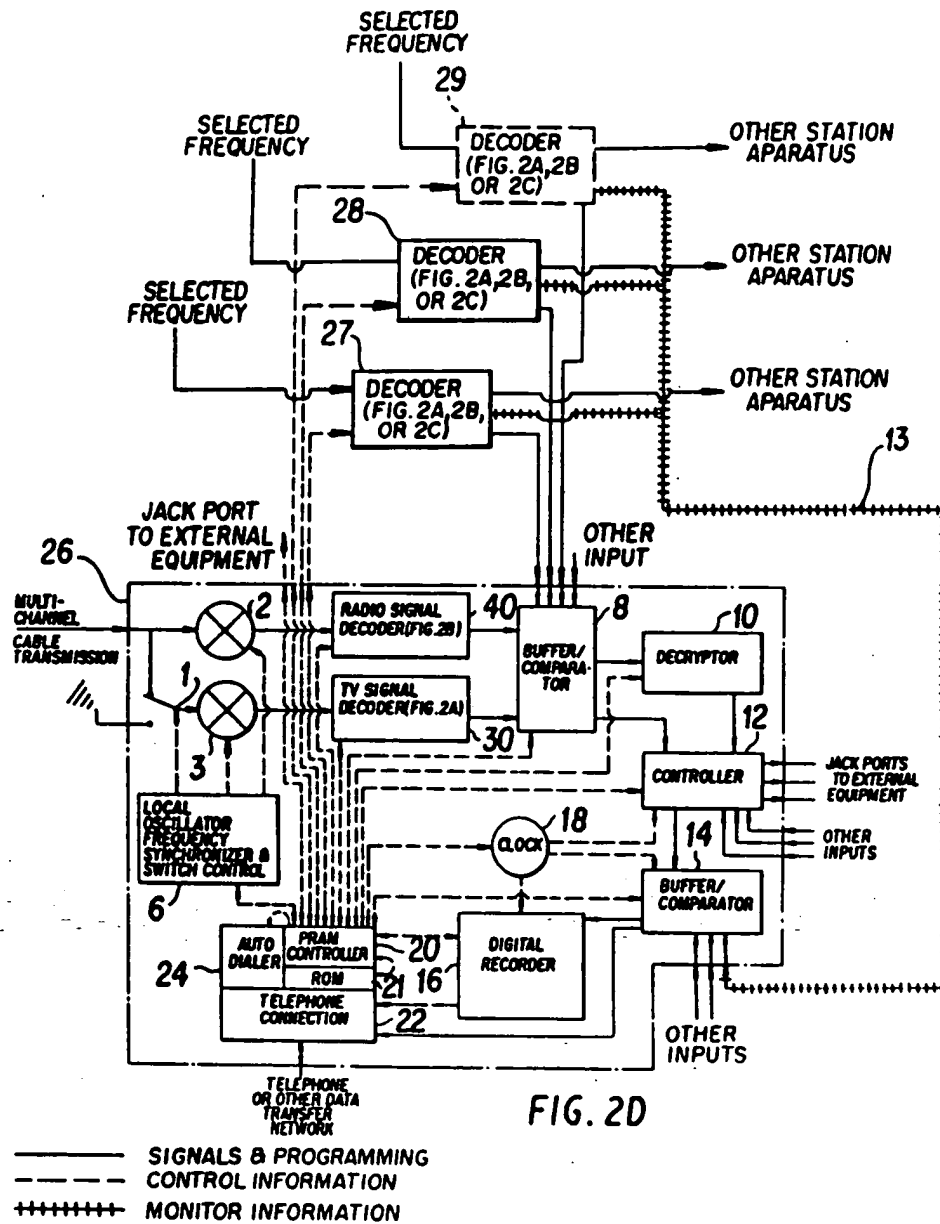 SELECTED
FREQUENCY
29
DECODER
(FIG. 2A, 2B
OR 2C)
OTHER STATION
APPARATUS
SELECTED
FREQUENCY
28
DECODER
(FIG. 2A, 2B,
OR 2C)
OTHER STATION
APPARATUS
SELECTED
FREQUENCY
27
DECODER
(FIG. 2A, 2B,
OR 2C)
OTHER STATION
APPARATUS
13
JACK PORT
TO EXTERNAL
EQUIPMENT
OTHER
INPUT
26
MULTI-
CHANNEL
CABLE TRANSMISSION
2
RADIO SIGNAL
DECODER (FIG. 2B)
40
8
BUFFER/
COMPARA-
TOR
10
DECRYPTOR
1
3
TV SIGNAL
DECODER (FIG. 2A)
30
12
CONTROLLER
JACK PORTS
TO EXTERNAL
EQUIPMENT
OTHER
INPUTS
LOCAL
OSCILLATOR
FREQUENCY
SYNCHRONIZER &
SWITCH CONTROL
6
18
CLOCK
14
BUFFER/
COMPARATOR
24
AUTO
DIALER
PRAM
CONTROLLER
20
ROM
21
16
DIGITAL
RECORDER
TELEPHONE
CONNECTION
22
OTHER
INPUTS
TELEPHONE
OR OTHER DATA
TRANSFER
NETWORK
FIG. 2D
SIGNALS & PROGRAMMING
CONTROL INFORMATION
MONITOR INFORMATION